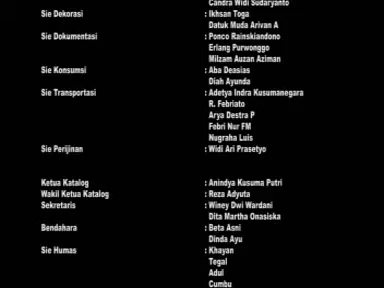 Candra Widi Sudaryanto
Sie Dekorasi : Ikhsan Toga
Datuk Muda Arivan A
Sie Dokumentasi : Ponco Rainskiandono
Erlang Purwonggo
Milzam Auzan Aziman
Sie Konsumsi : Aba Deasias
Diah Ayunda
Sie Transportasi : Adetya Indra Kusumanegara
R. Febriato
Arya Destra P
Febri Nur FM
Nugraha Luis
Sie Perijinan : Widi Ari Prasetyo
Ketua Katalog : Anindya Kusuma Putri
Wakil Ketua Katalog : Reza Adyuta
Sekretaris : Winey Dwi Wardani
Dita Martha Onasiska
Bendahara : Beta Asni
Dinda Ayu
Sie Humas : Khayan
Tegal
Adul
Cumbu